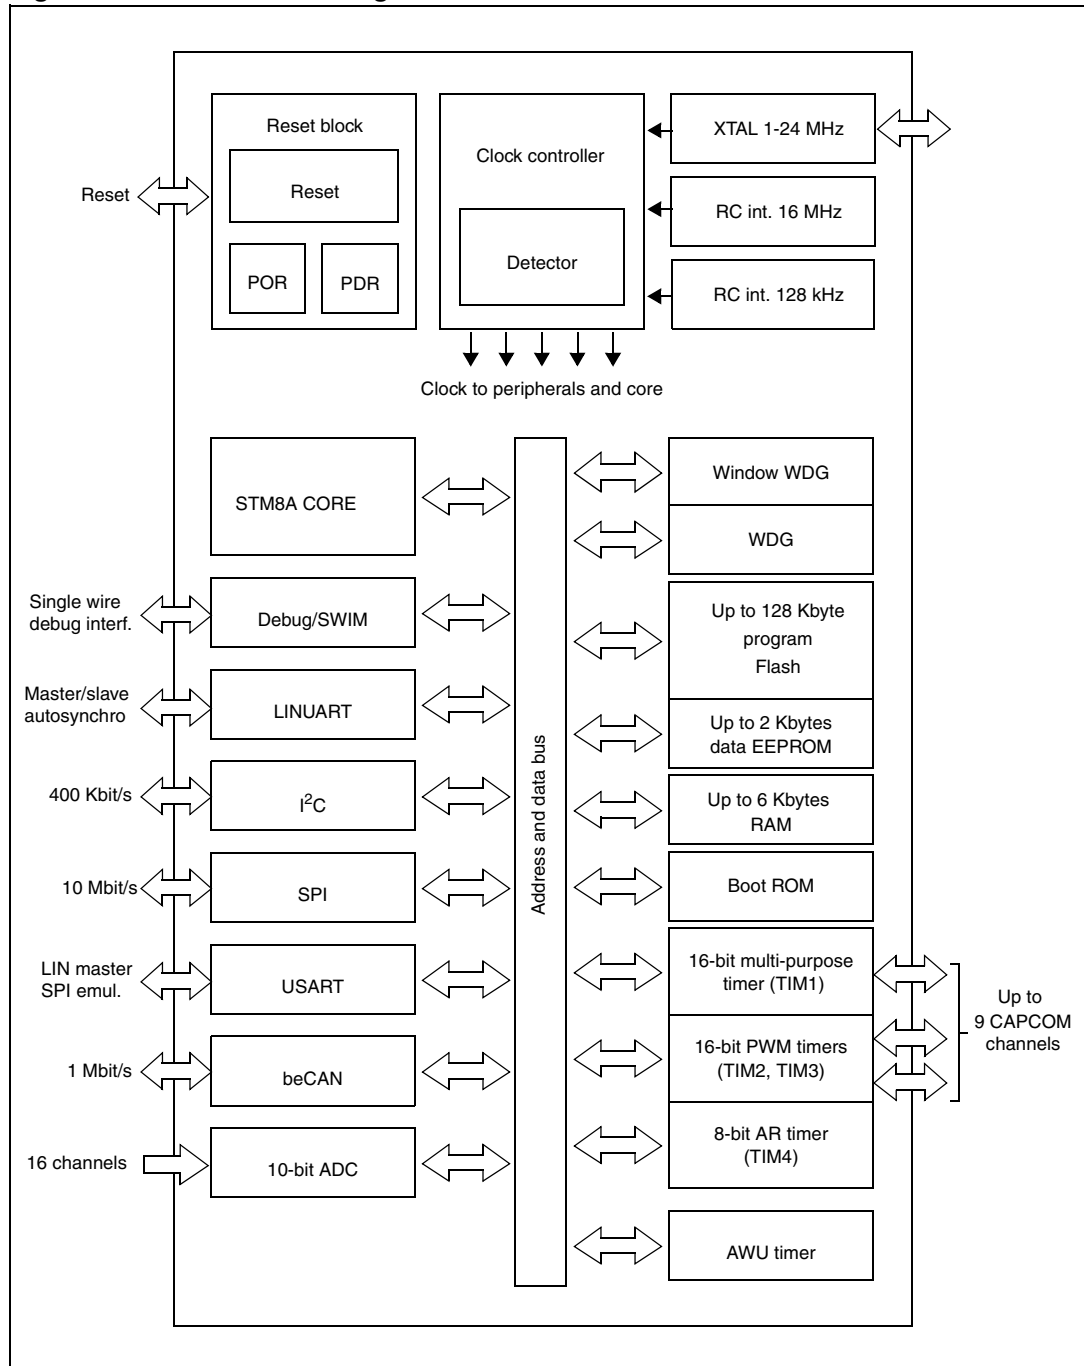 Reset block
Reset
POR
PDR
Reset
Clock controller
Detector
XTAL 1-24 MHz
RC int. 16 MHz
RC int. 128 kHz
Clock to peripherals and core
STM8A CORE
Single wire
debug interf.
Debug/SWIM
Master/slave
autosynchro
LINUART
400 Kbit/s
I²C
10 Mbit/s
SPI
LIN master
SPI emul.
USART
1 Mbit/s
beCAN
16 channels
10-bit ADC
Address and data bus
Window WDG
WDG
Up to 128 Kbyte
program
Flash
Up to 2 Kbytes
data EEPROM
Up to 6 Kbytes
RAM
Boot ROM
16-bit multi-purpose
timer (TIM1)
16-bit PWM timers
(TIM2, TIM3)
8-bit AR timer
(TIM4)
AWU timer
Up to
9 CAPCOM
channels